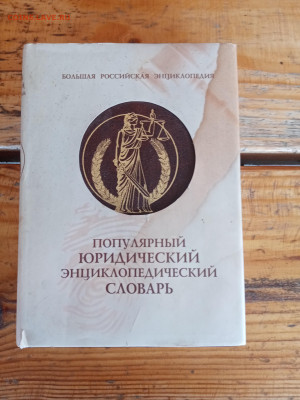 БОЛЬШАЯ РОССИЙСКАЯ ЭНЦИКЛОПЕДИЯ
ПОПУЛЯРНЫЙ
ЮРИДИЧЕСКИЙ
ЭНЦИКЛОПЕДИЧЕСКИЙ
СЛОВАРЬ